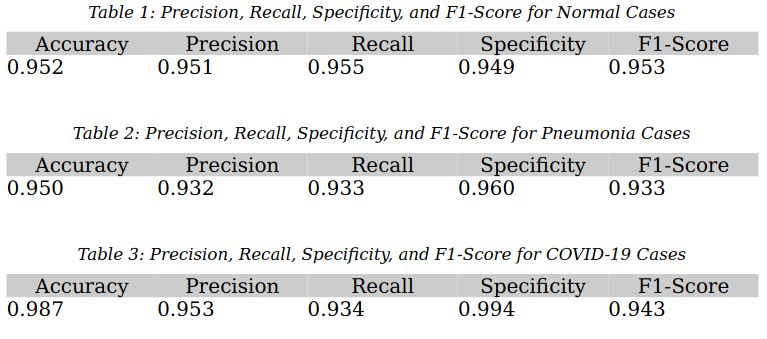 Table 1: Precision, Recall, Specificity, and F1-Score for Normal Cases
Accuracy Precision Recall Specificity F1-Score
0.952 0.951 0.955 0.949 0.953
Table 2: Precision, Recall, Specificity, and F1-Score for Pneumonia Cases
Accuracy Precision Recall Specificity F1-Score
0.950 0.932 0.933 0.960 0.933
Table 3: Precision, Recall, Specificity, and F1-Score for COVID-19 Cases
Accuracy Precision Recall Specificity F1-Score
0.987 0.953 0.934 0.994 0.943